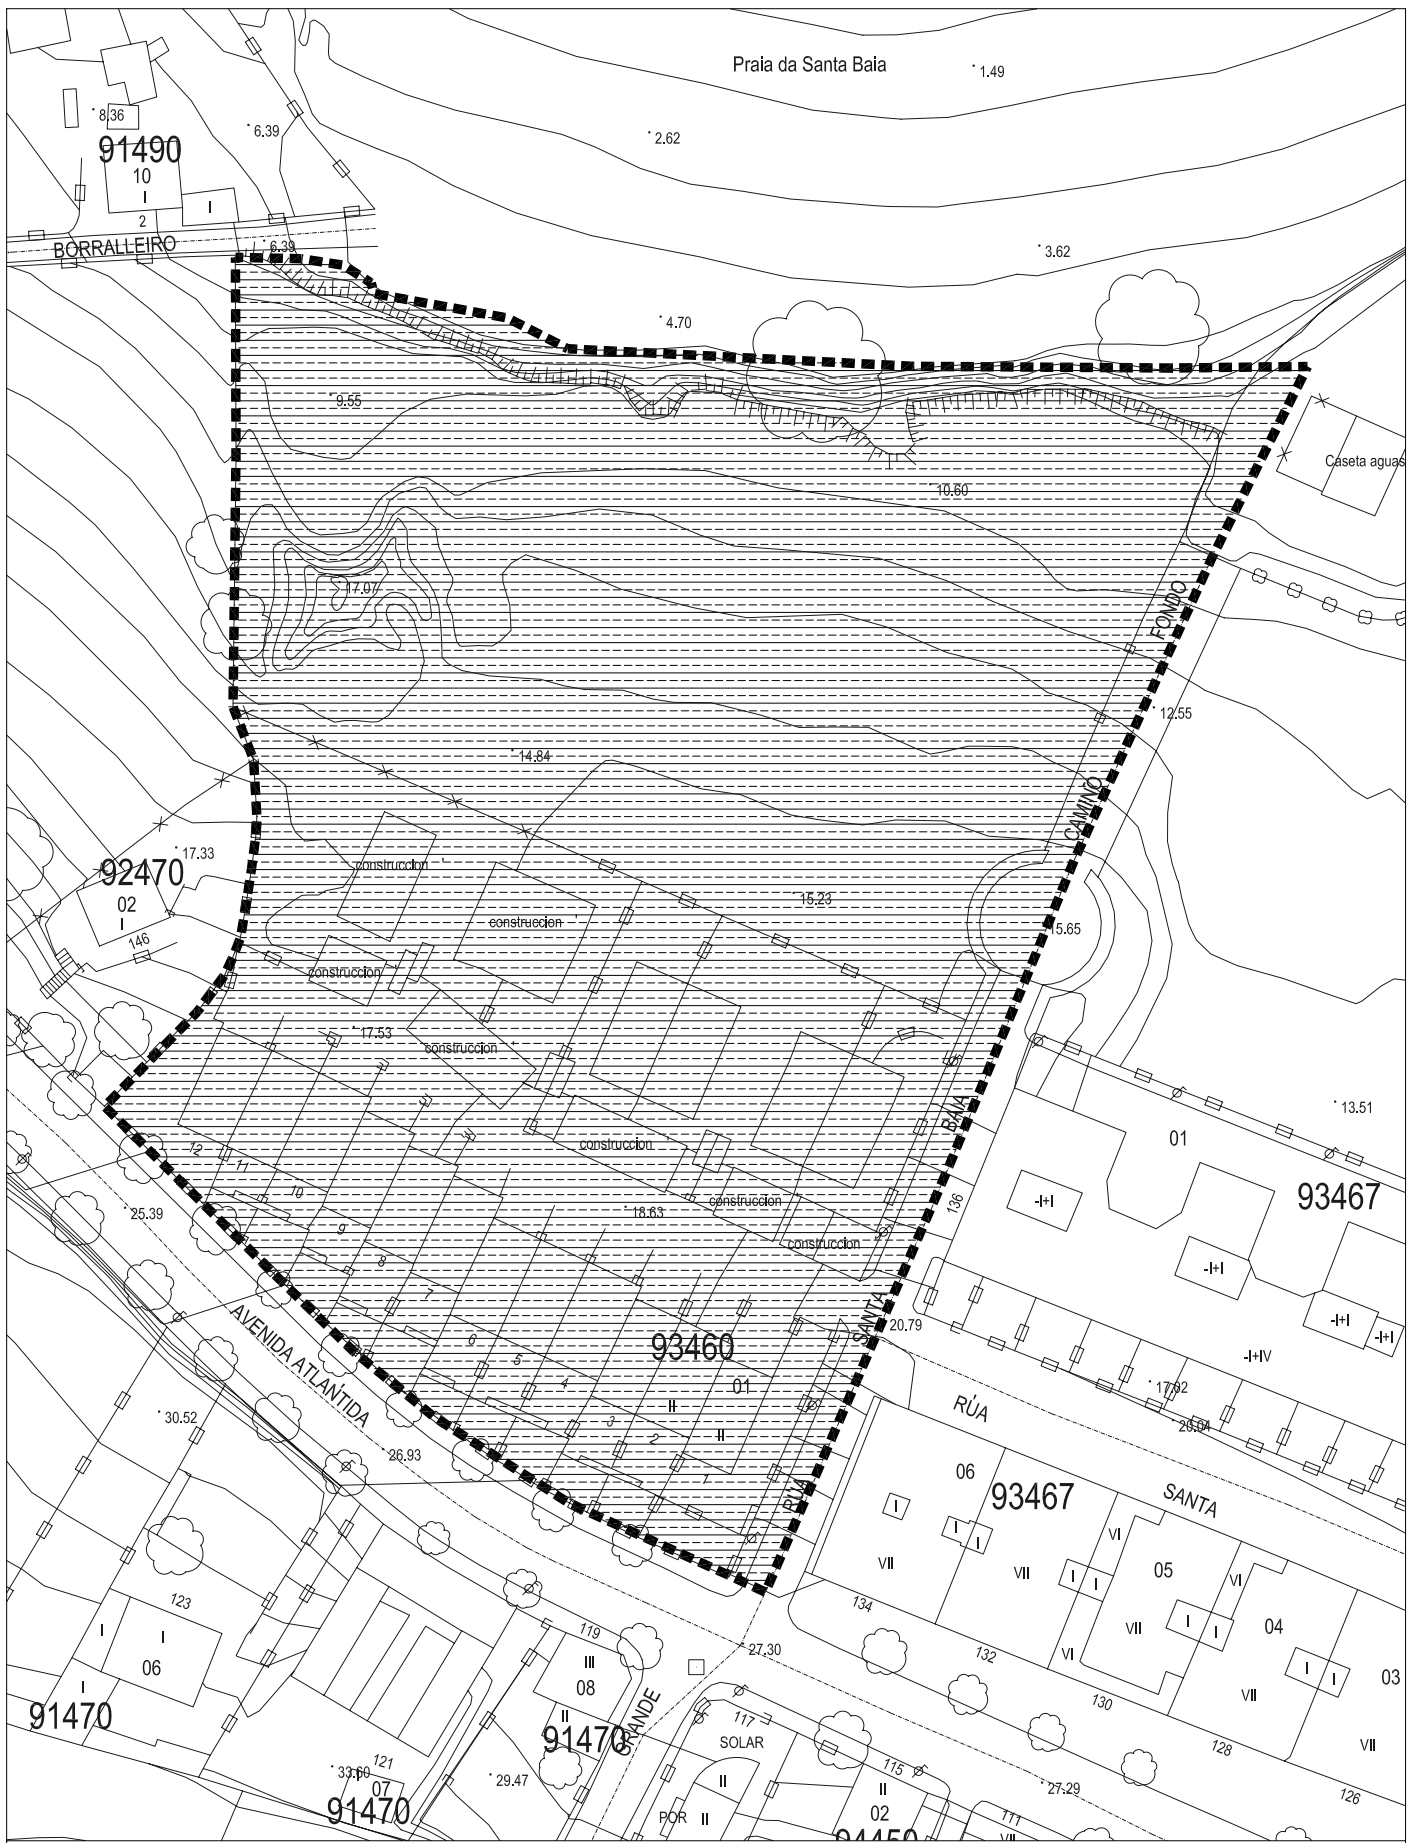 Praia da Santa Baia
1.49
8.36
6.39
2.62
91490
10
I
I
2
BORRALLEIRO
6.39
3.62
4.70
9.55
Caseta aguas
10.60
17.07
FONDO
12.55
14.84
CAMIÑO
17.33
92470
02
I
146
construccion
construccion
15.23
15.65
construccion
17.53
construccion
BAIA
13.51
01
93467
12
11
10
9
8
7
6
5
4
3
2
1
construccion
construccion
construccion
18.63
136
-I+I
-I+I
-I+I
-I+I
-I+IV
25.39
SANTA
20.79
AVENIDA ATLANTIDA
93460
01
II
II
17.02
20.04
RÚA
30.52
26.93
RÚA
06
93467
SANTA
I
I
I
VII
VII
VI
05
VI
I
I
VII
I
I
04
VII
I
I
03
VII
VI
134
132
130
128
126
123
I
I
06
I
91470
119
III
08
II
91470
GRANDE
27.30
117
SOLAR
II
II
POR
115
II
02
94450
27.29
111
VII
33.60
121
I
07
91470
29.47